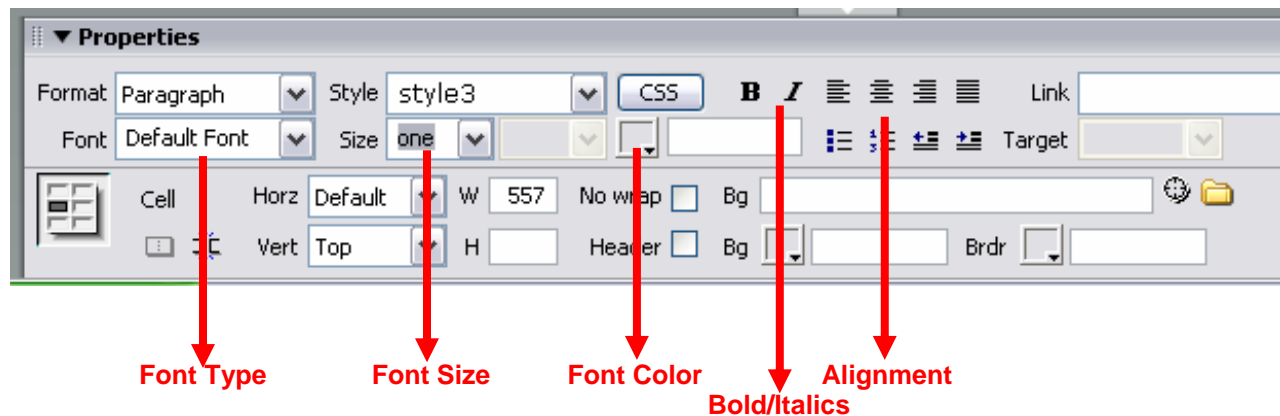 Properties
Format Paragraph Style style3 CSS B I Link
Font Default Font Size one Target
Cell Horz Default W 557 No wrap Bg
Vert Top H Header Bg Brdr
Font Type Font Size Font Color Alignment
Bold/Italics